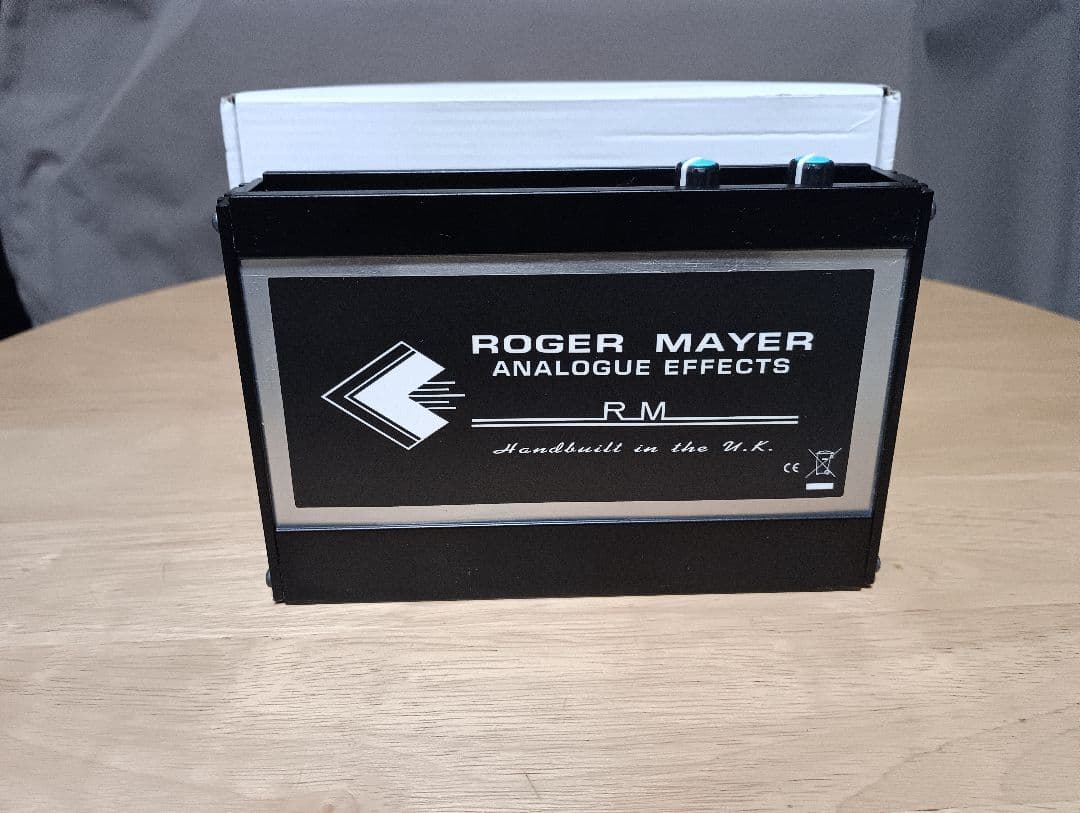 ROGER MAYER
ANALOGUE EFFECTS
RM
Handbuilt in the U.K.
CE